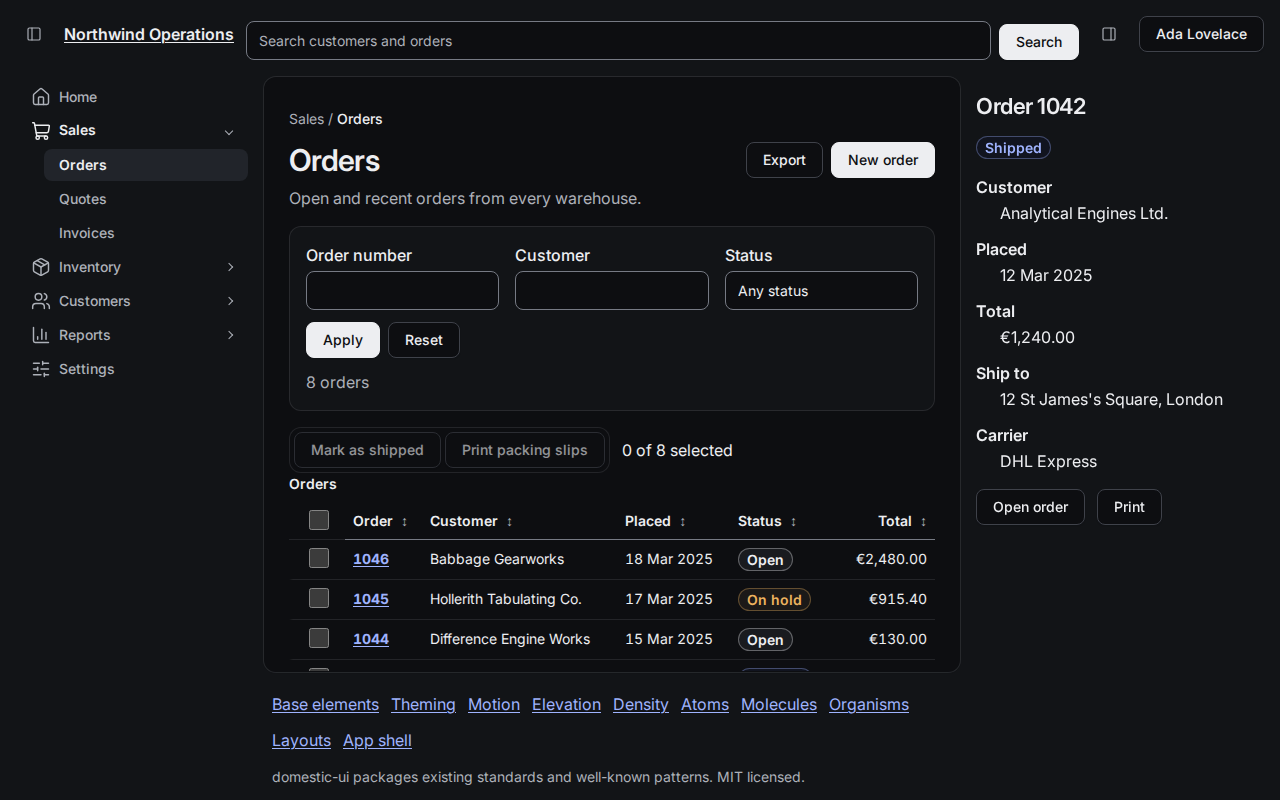 Northwind Operations
Search customers and orders
Search
Ada Lovelace
Home
Sales
Orders
Quotes
Invoices
Inventory
Customers
Reports
Settings
Sales / Orders
Orders
Export
New order
Open and recent orders from every warehouse.
Order number Customer Status
Any status
Apply
Reset
8 orders
Mark as shipped
Print packing slips
0 of 8 selected
Orders
Order ↕ Customer ↕ Placed ↕ Status ↕ Total ↕
1046 Babbage Gearworks 18 Mar 2025 Open €2,480.00
1045 Hollerith Tabulating Co. 17 Mar 2025 On hold €915.40
1044 Difference Engine Works 15 Mar 2025 Open €130.00
Order 1042
Shipped
Customer
Analytical Engines Ltd.
Placed
12 Mar 2025
Total
€1,240.00
Ship to
12 St James's Square, London
Carrier
DHL Express
Open order
Print
Base elements Theming Motion Elevation Density Atoms Molecules Organisms
Layouts App shell
domestic-ui packages existing standards and well-known patterns. MIT licensed.